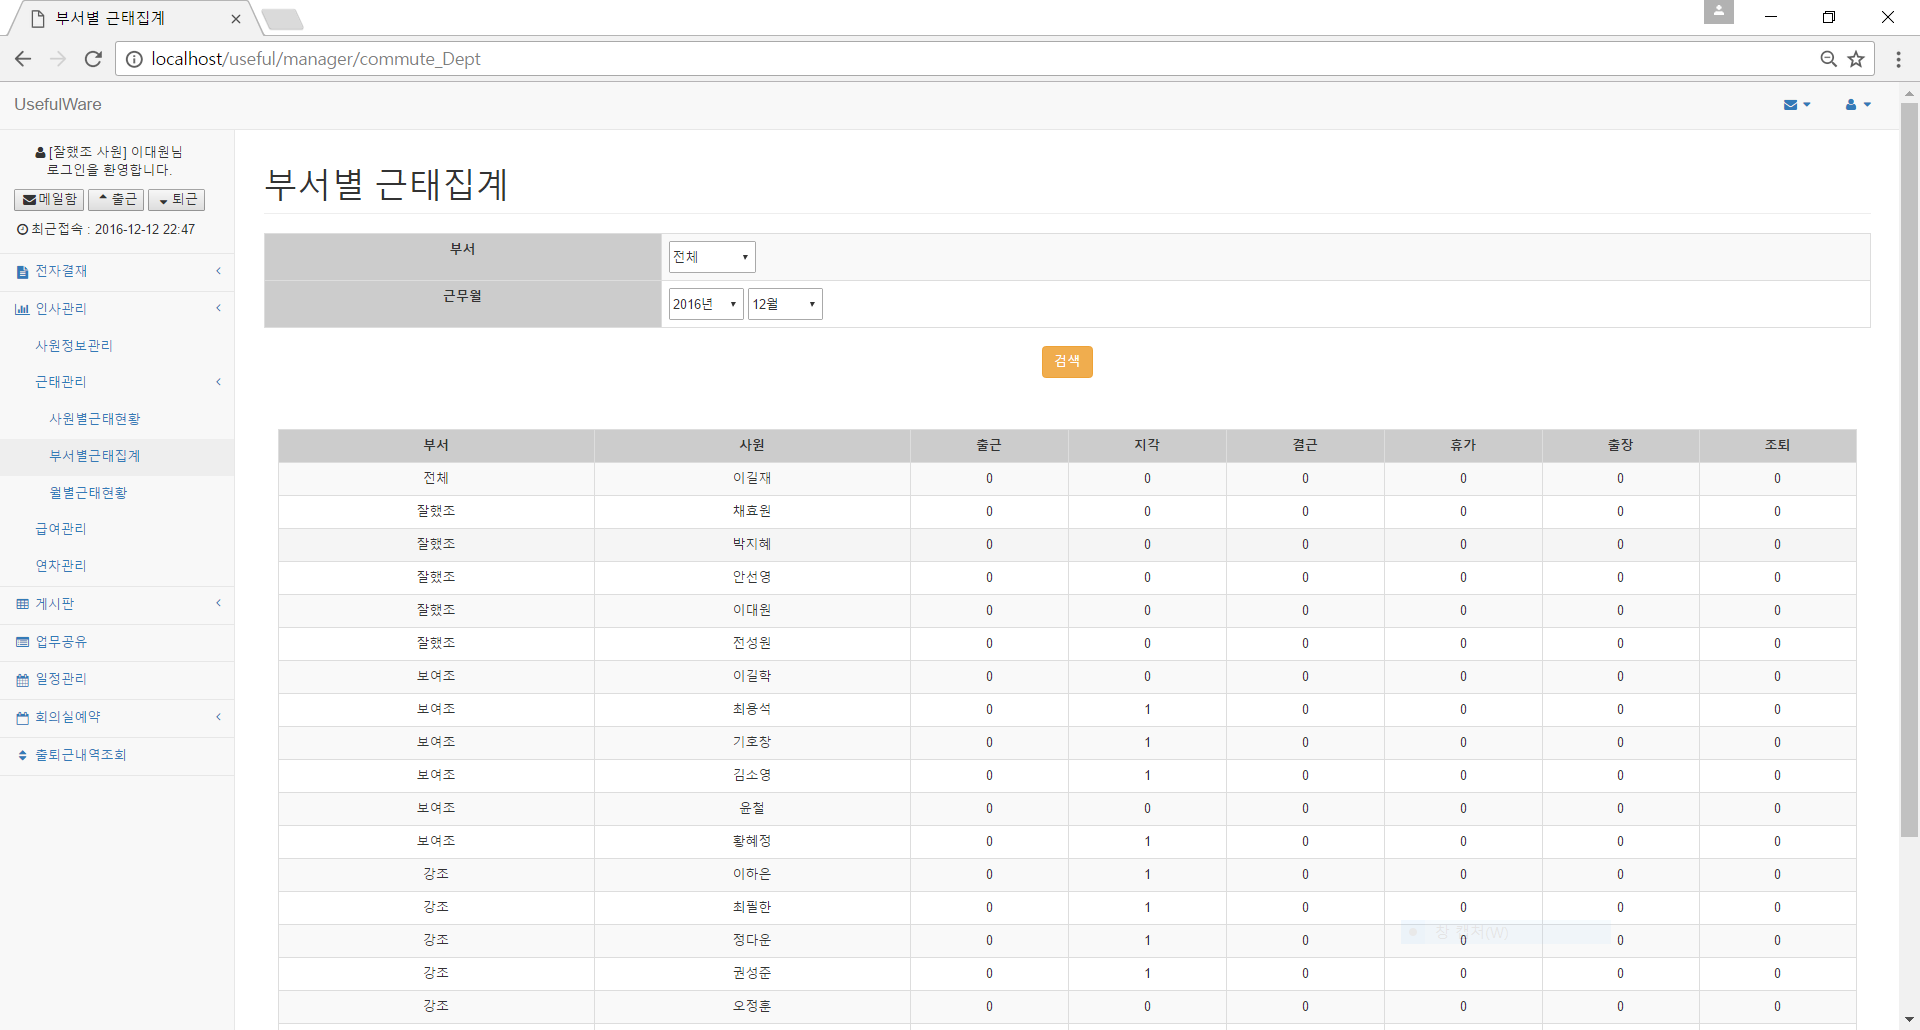 부서별 근태집계
localhost/useful/manager/commute_Dept
UsefulWare
[잘했조 사원] 이대원님
로그인을 환영합니다.
메일함 출근 퇴근
최근접속 : 2016-12-12 22:47
전자결재
인사관리
사원정보관리
근태관리
사원별근태현황
부서별근태집계
월별근태현황
급여관리
연차관리
게시판
업무공유
일정관리
회의실예약
출퇴근내역조회
부서별 근태집계
부서 전체
근무월 2016년 12월
검색
부서 사원 출근 지각 결근 휴가 출장 조퇴
전체 이길재 0 0 0 0 0 0
잘했조 채효원 0 0 0 0 0 0
잘했조 박지혜 0 0 0 0 0 0
잘했조 안선영 0 0 0 0 0 0
잘했조 이대원 0 0 0 0 0 0
잘했조 전성원 0 0 0 0 0 0
보여조 이길학 0 0 0 0 0 0
보여조 최용석 0 1 0 0 0 0
보여조 기호창 0 1 0 0 0 0
보여조 김소영 0 1 0 0 0 0
보여조 윤철 0 0 0 0 0 0
보여조 황혜정 0 1 0 0 0 0
강조 이하은 0 1 0 0 0 0
강조 최필한 0 1 0 0 0 0
창 캡처(W)
강조 정다운 0 1 0 0 0 0
강조 권성준 0 1 0 0 0 0
강조 오정훈 0 0 0 0 0 0